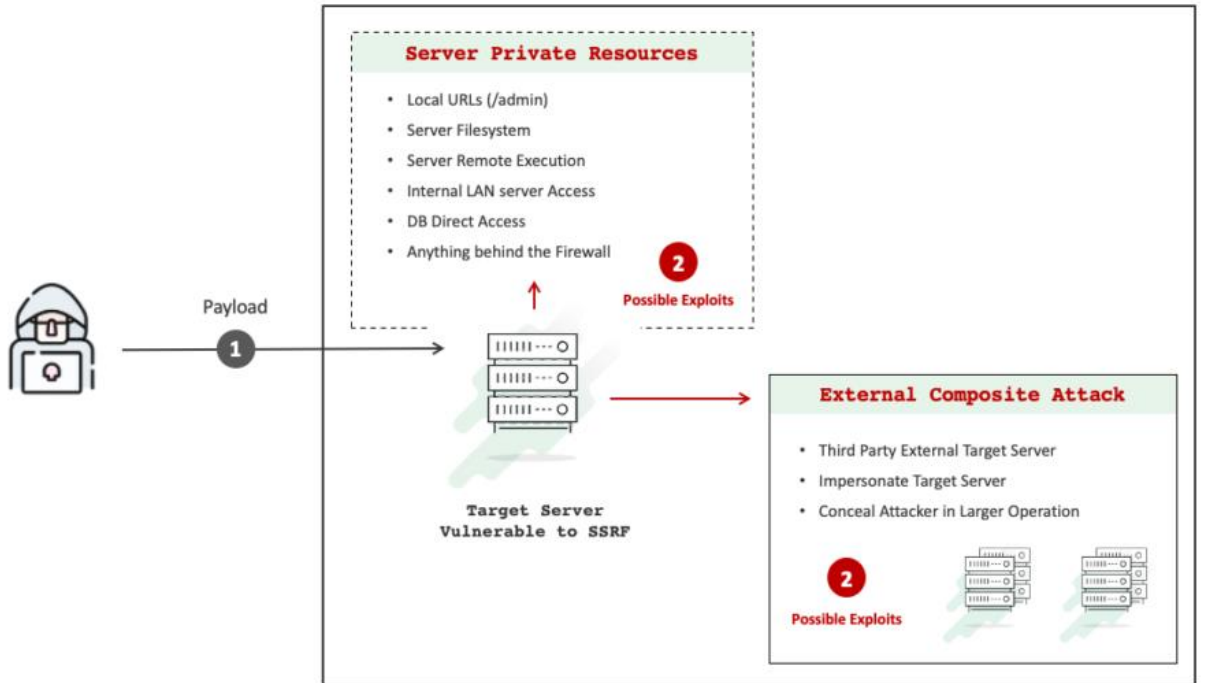 Server Private Resources
• Local URLs (/admin)
• Server Filesystem
• Server Remote Execution
• Internal LAN server Access
• DB Direct Access
• Anything behind the Firewall
2
Possible Exploits
Payload
1
Target Server
Vulnerable to SSRF
External Composite Attack
• Third Party External Target Server
• Impersonate Target Server
• Conceal Attacker in Larger Operation
2
Possible Exploits